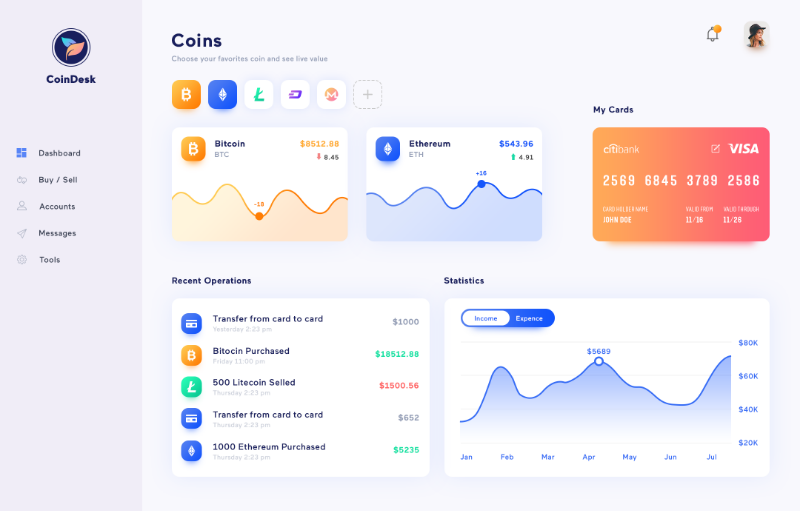 CoinDesk
Dashboard
Buy / Sell
Accounts
Messages
Tools
Coins
Choose your favorites coin and see live value
Bitcoin
$8512.88
BTC
8.45
-18
Ethereum
$543.96
ETH
4.91
+16
My Cards
citibank
VISA
2569 6845 3789 2586
CARD HOLDER NAME
VALID FROM
VALID THROUGH
JOHN DOE
11/16
11/26
Recent Operations
Transfer from card to card
$1000
Yesterday 2:23 pm
Bitocin Purchased
$18512.88
Friday 11:00 pm
500 Litecoin Selled
$1500.56
Thursday 2:23 pm
Transfer from card to card
$652
Thursday 2:23 pm
1000 Ethereum Purchased
$5235
Thursday 2:23 pm
Statistics
Income
Expence
$5689
$80K
$60K
$40K
$20K
Jan Feb Mar Apr May Jun Jul